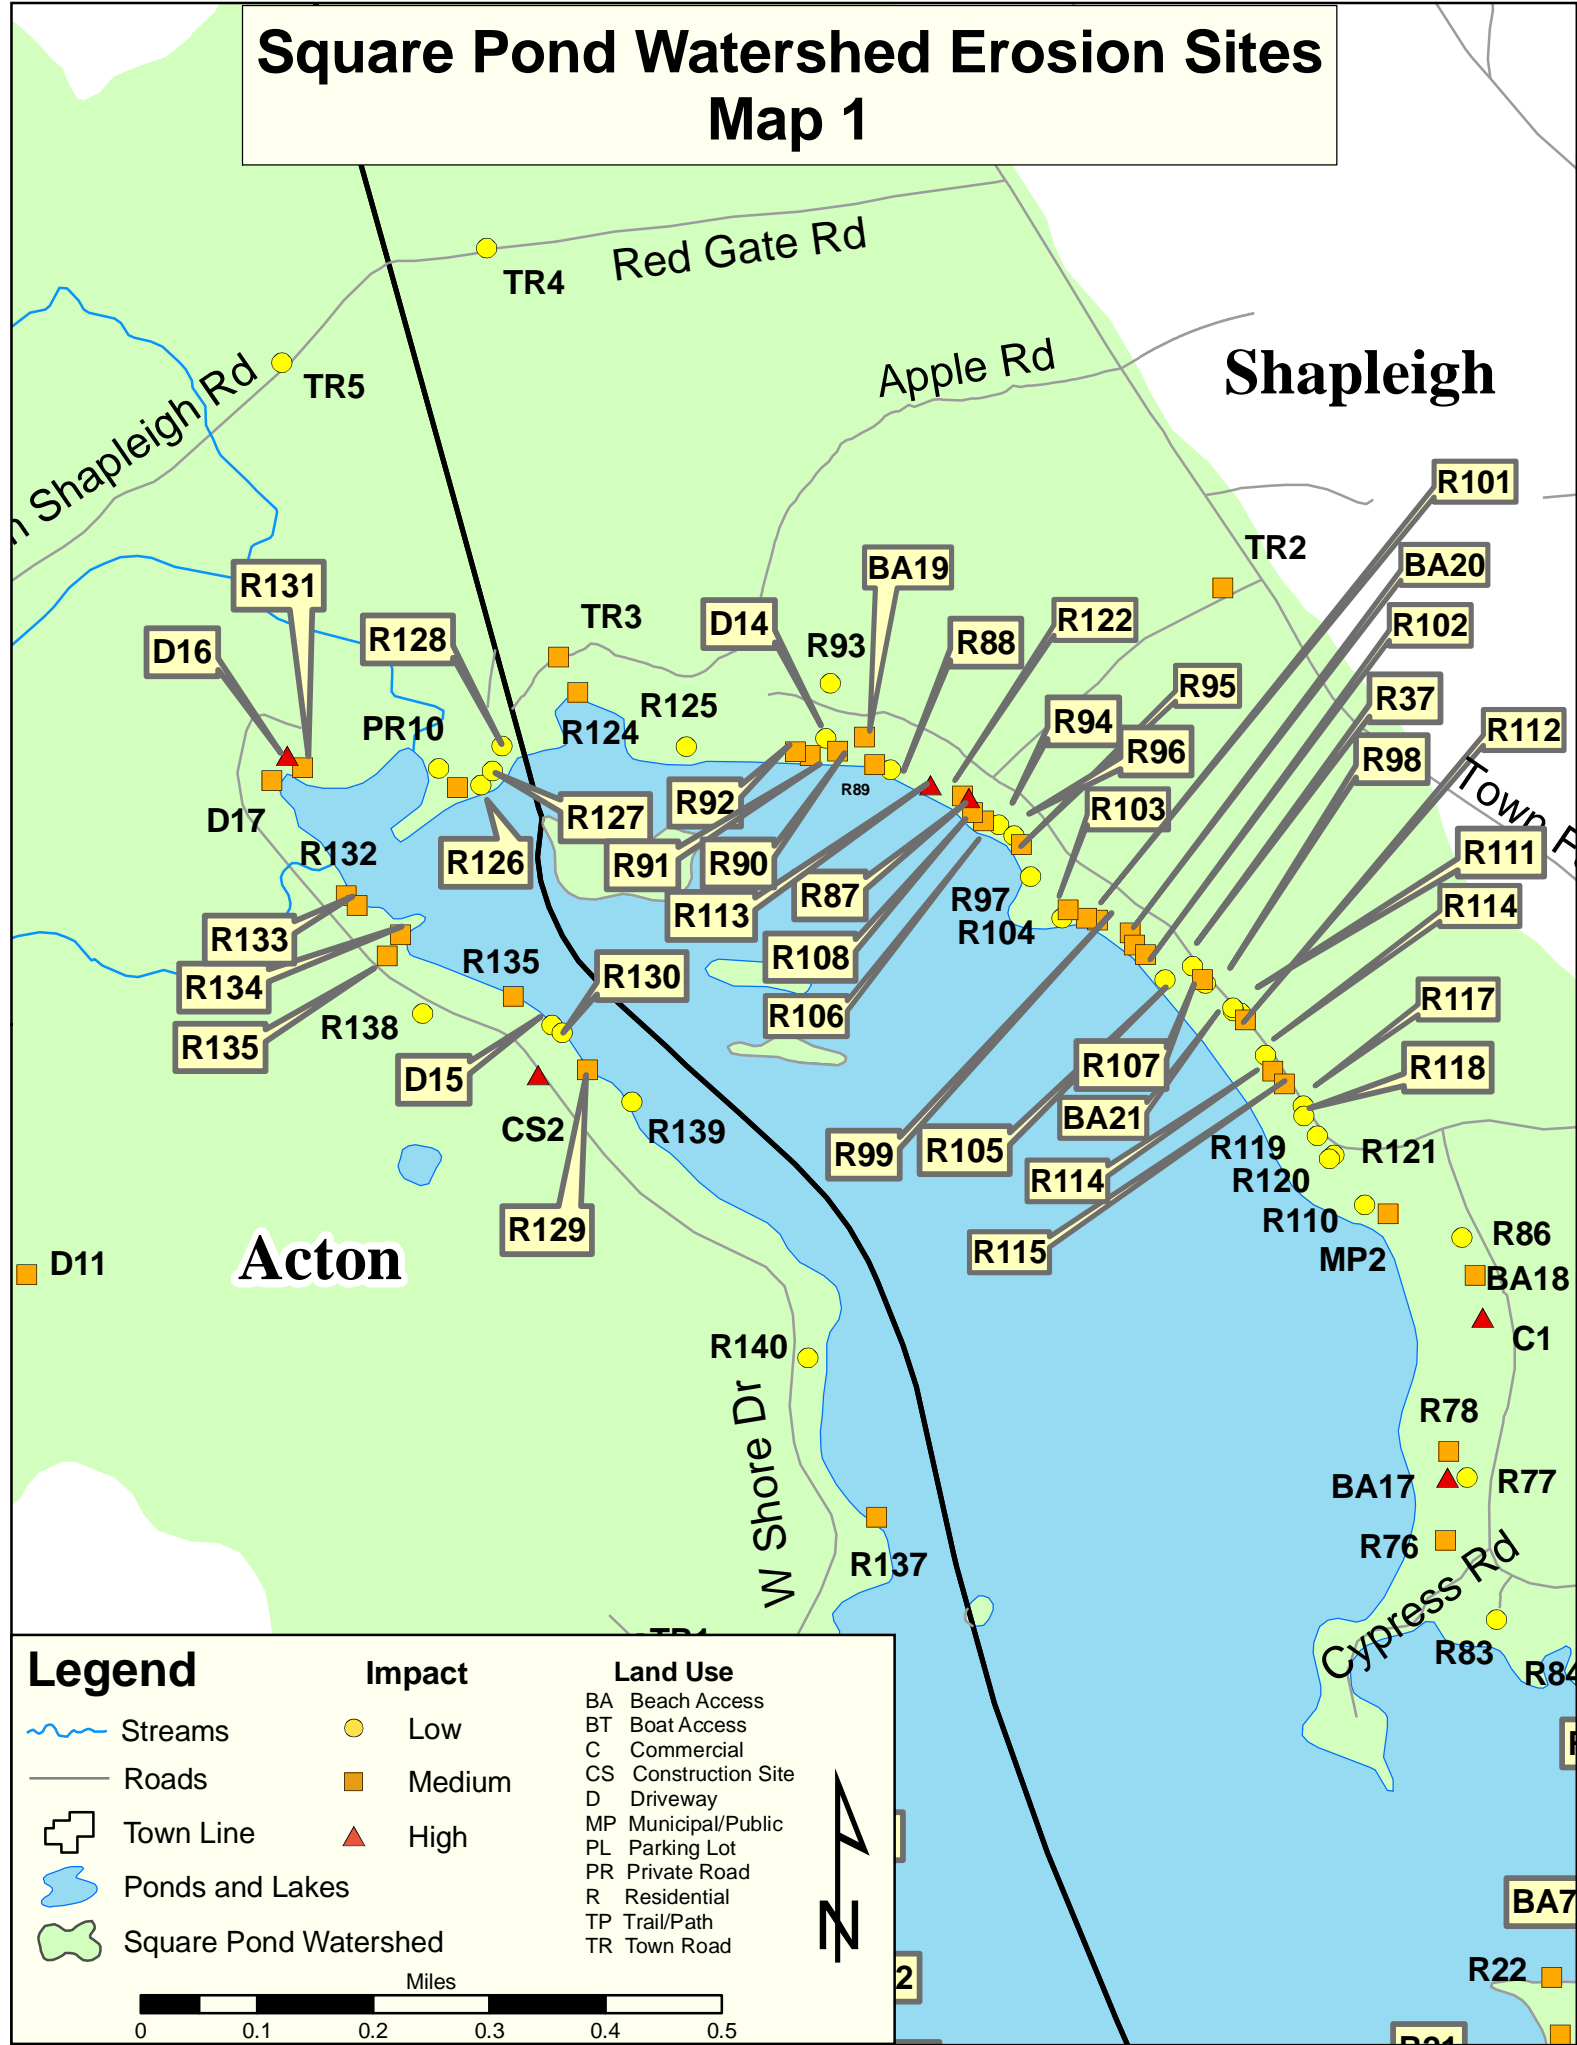 Square Pond Watershed Erosion Sites
Map 1
Red Gate Rd
TR4
Apple Rd
Shapleigh
TR5
Shapleigh Rd
R101
TR2
BA20
BA19
R131
TR3
D14
R122
R102
R128
R93
R88
D16
R95
R37
R125
R94
R112
PR10
R124
R96
R98
Town
R89
R92
R103
D17
R127
R132
R126
R91
R90
R111
R87
R97
R113
R114
R133
R104
R108
R135
R130
R134
R106
R117
R138
R135
R107
R118
D15
BA21
CS2
R139
R99
R105
R119
R121
R114
R120
R129
R110
R86
R115
MP2
Acton
D11
BA18
C1
R140
R78
W Shore Dr
BA17
R77
R76
R137
Cypress Rd
TR1
R83
R84
Legend
Impact
Land Use
BA Beach Access
BT Boat Access
C Commercial
CS Construction Site
D Driveway
MP Municipal/Public
PL Parking Lot
PR Private Road
R Residential
TP Trail/Path
TR Town Road
Streams
Roads
Town Line
Ponds and Lakes
Square Pond Watershed
Low
Medium
High
N
Miles
0 0.1 0.2 0.3 0.4 0.5
2
BA7
R22
R21